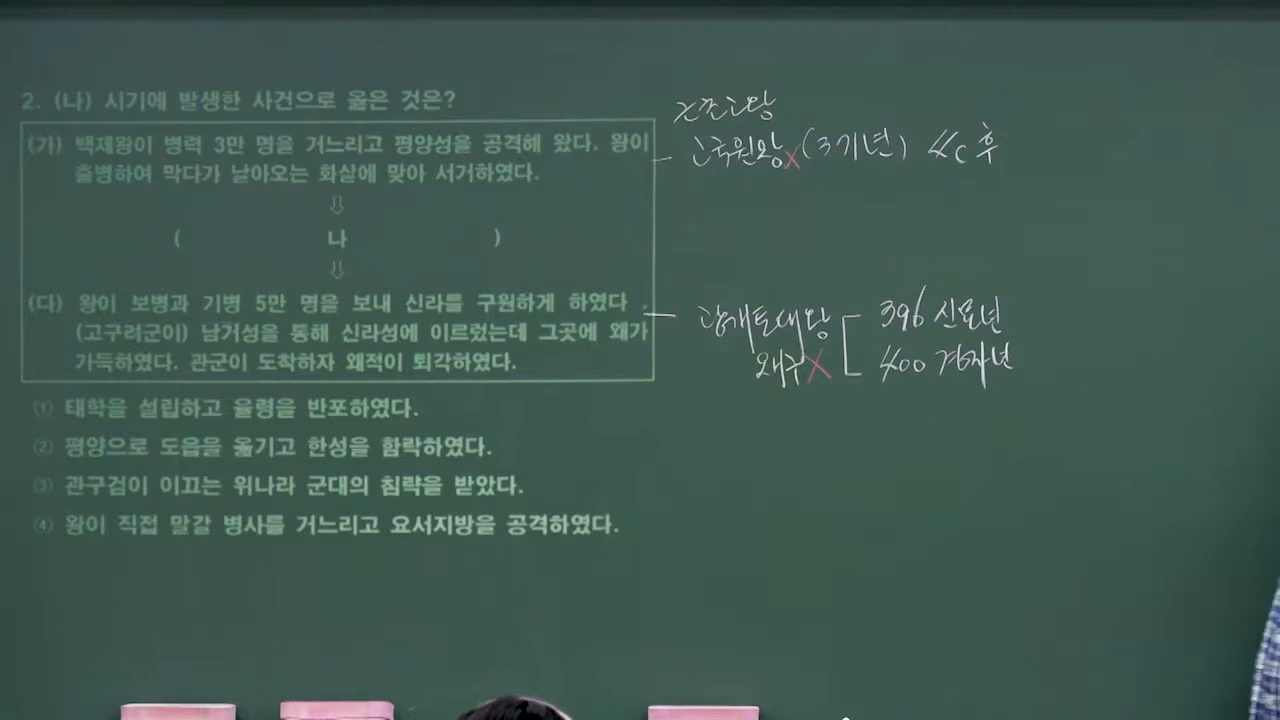 2. (나) 시기에 발생한 사건으로 옳은 것은?
(가) 백제왕이 병력 3만 명을 거느리고 평양성을 공격해 왔다. 왕이
출병하여 막다가 날아오는 화살에 맞아 서거하였다.
⇩
( 나 )
⇩
(다) 왕이 보병과 기병 5만 명을 보내 신라를 구원하게 하였다.
(고구려군이) 남거성을 통해 신라성에 이르렀는데 그곳에 왜가
가득하였다. 관군이 도착하자 왜적이 퇴각하였다.
① 태학을 설립하고 율령을 반포하였다.
② 평양으로 도읍을 옮기고 한성을 함락하였다.
③ 관구검이 이끄는 위나라 군대의 침략을 받았다.
④ 왕이 직접 말갈 병사를 거느리고 요서지방을 공격하였다.
근초고왕
고국원왕 X (371년) 4C 후
광개토대왕
왜구 X
396
400 경자년